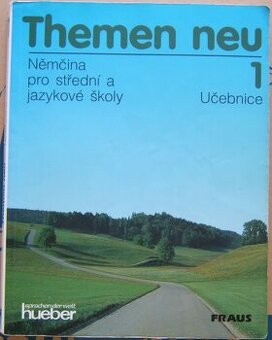 Themen neu
1
Němčina
pro střední a
jazykové školy
Učebnice
sprachen der welt
hueber
FRAUS